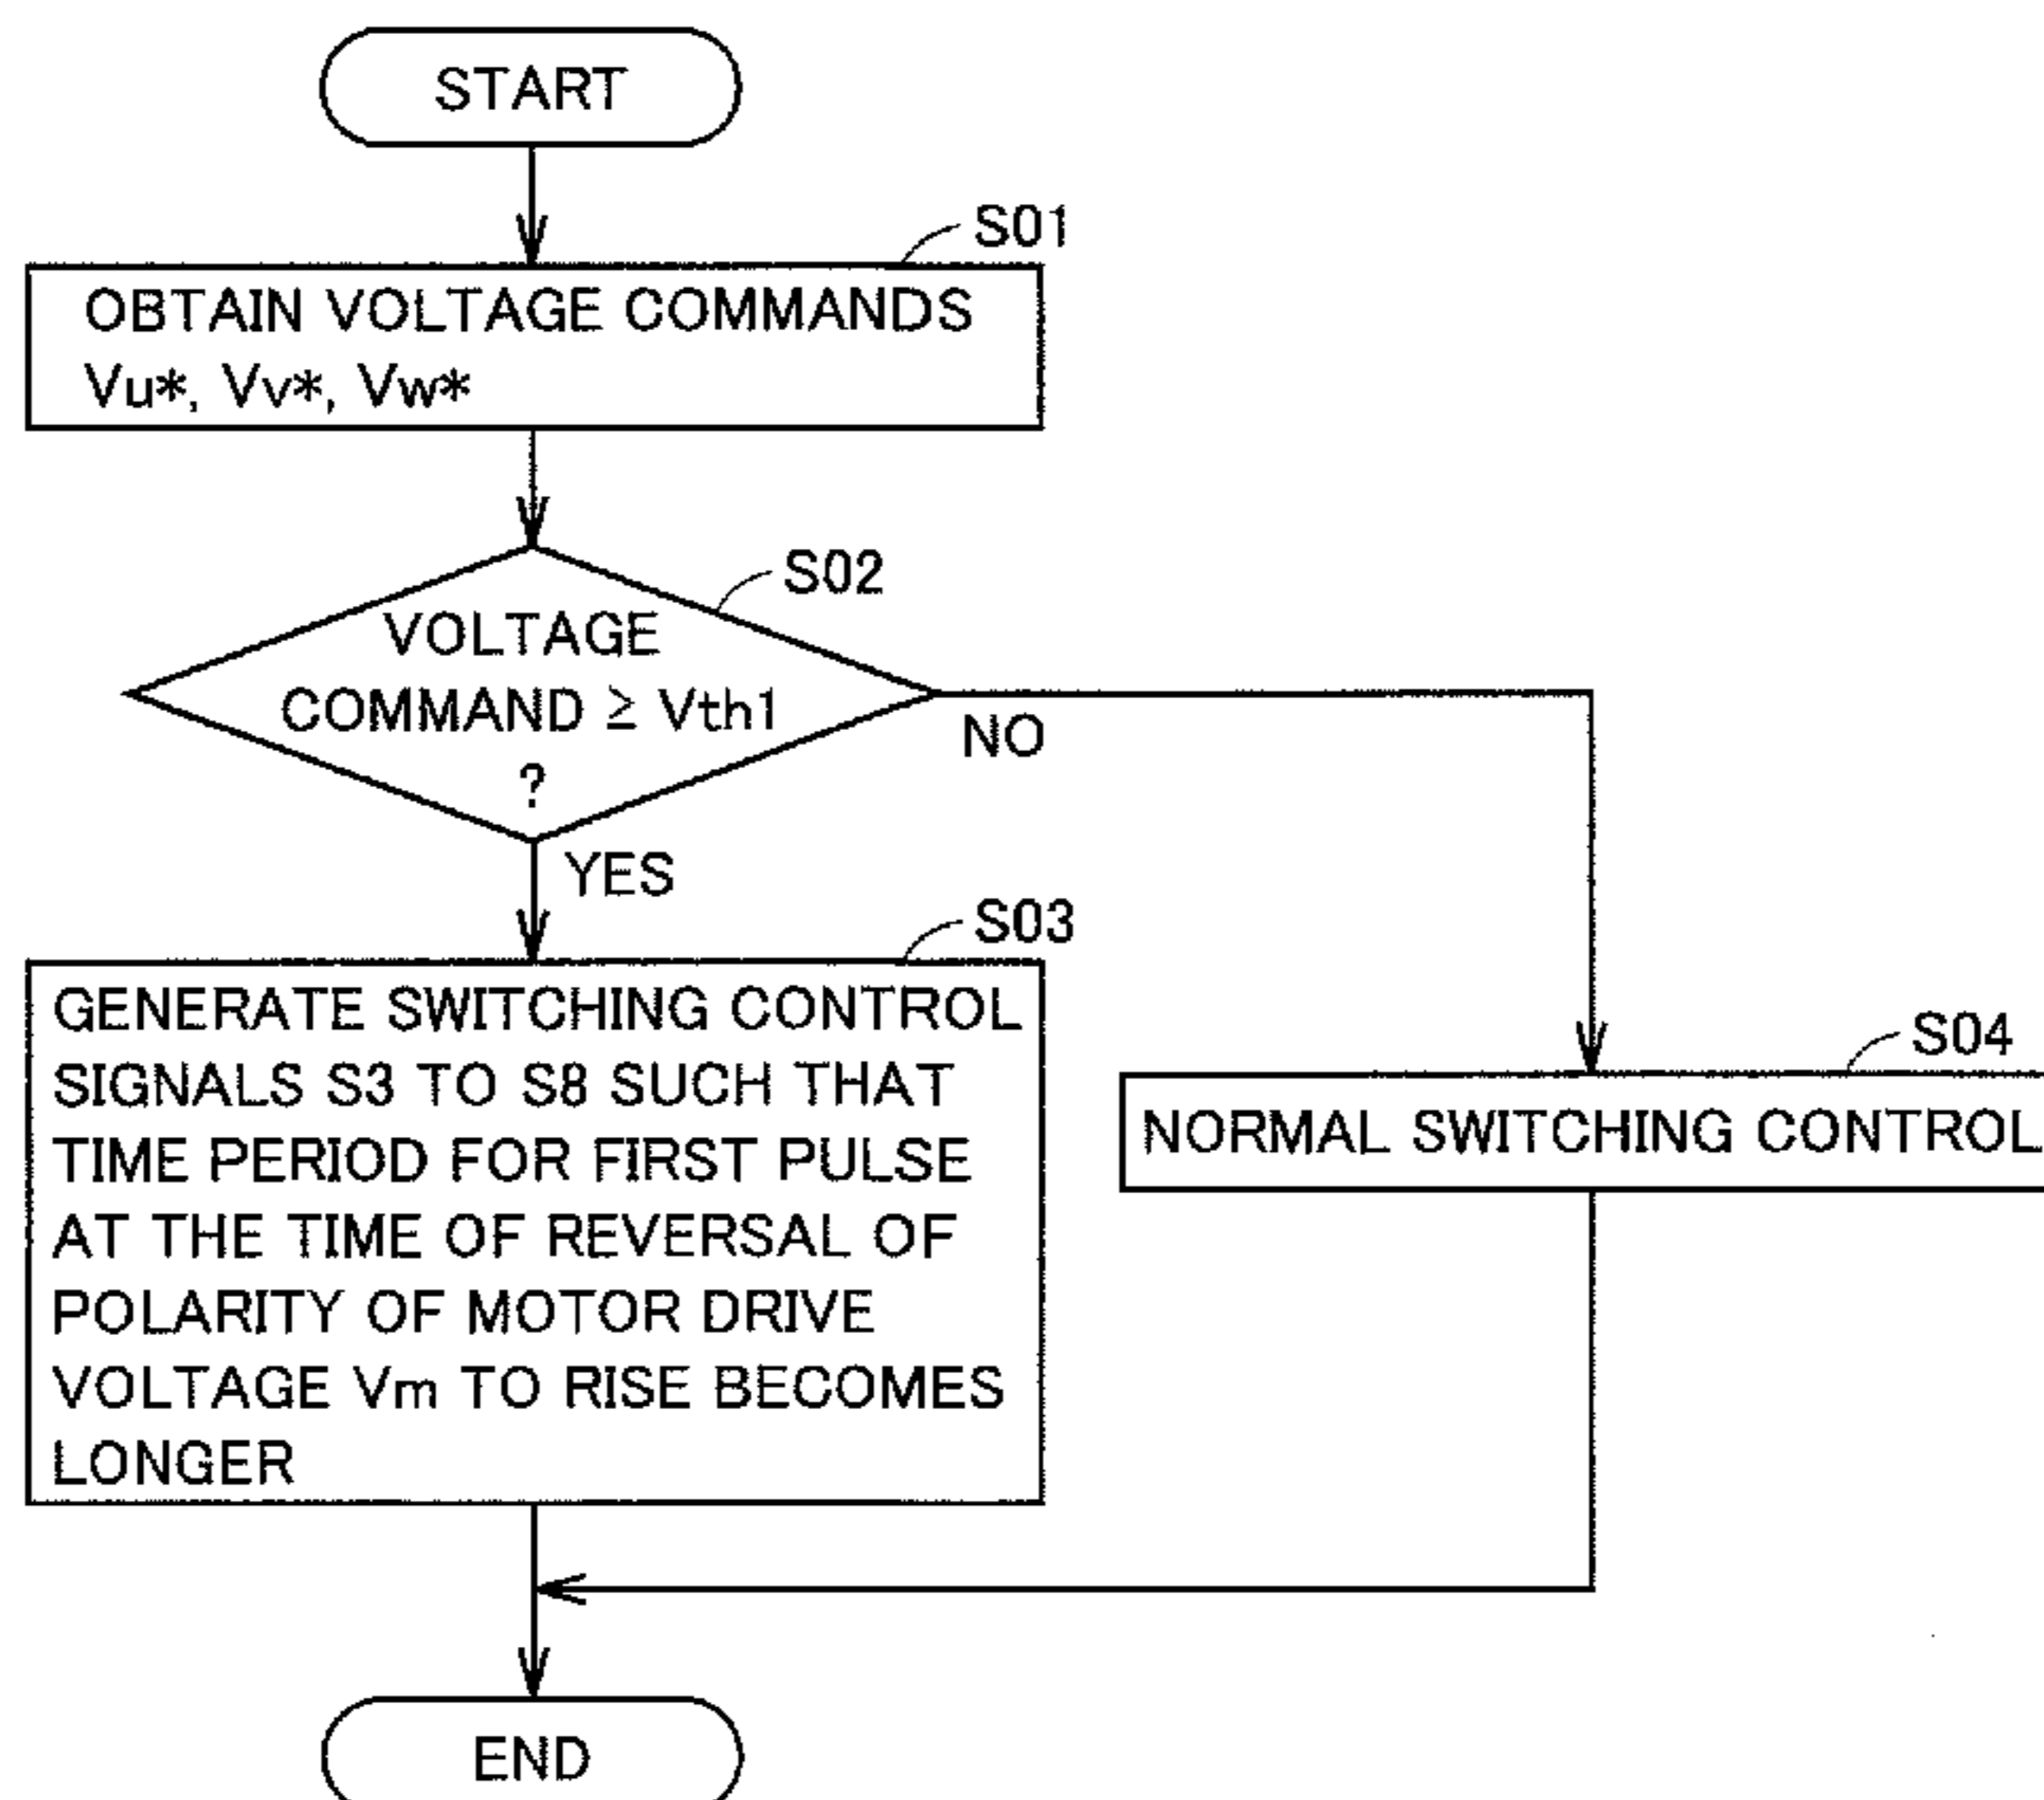 START
S01
OBTAIN VOLTAGE COMMANDS
Vu*, Vv*, Vw*
S02
VOLTAGE
COMMAND ≧ Vth1
?
NO
YES
S03
GENERATE SWITCHING CONTROL
SIGNALS S3 TO S8 SUCH THAT
TIME PERIOD FOR FIRST PULSE
AT THE TIME OF REVERSAL OF
POLARITY OF MOTOR DRIVE
VOLTAGE Vm TO RISE BECOMES
LONGER
S04
NORMAL SWITCHING CONTROL
END